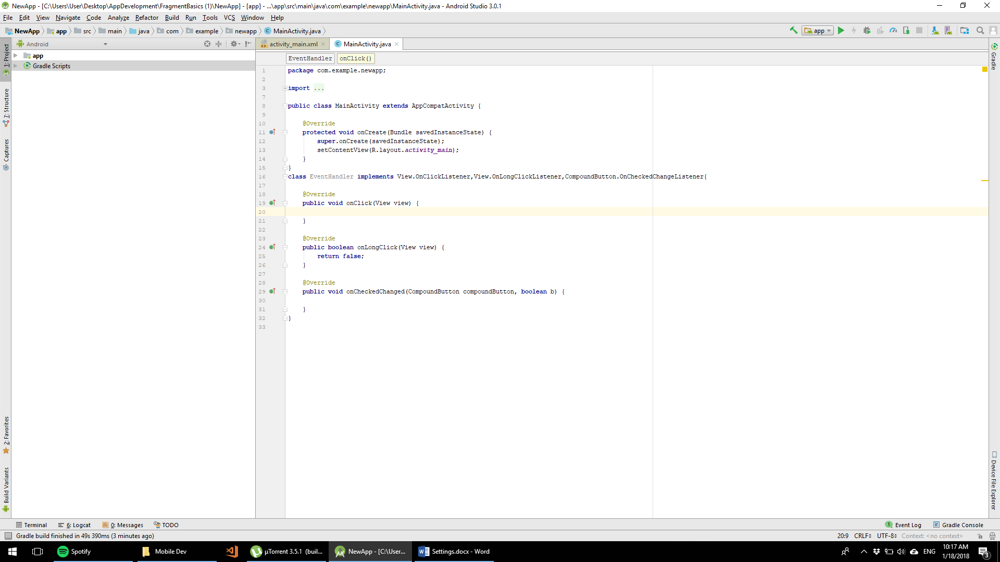 NewApp - [C:\Users\User\Desktop\AppDevelopment\FragmentBasics (1)\NewApp] - [app] - ...\app\src\main\java\com\example\newapp\MainActivity.java - Android Studio 3.0.1
File Edit View Navigate Code Analyze Refactor Build Run Tools VCS Window Help
NewApp app src main java com example newapp MainActivity.java app
Android
activity_main.xml MainActivity.java
1: Project
app
Gradle Scripts
7: Structure
Captures
2: Favorites
Build Variants
EventHandler onClick()
1 package com.example.newapp;
2
3 import ...
7
8 public class MainActivity extends AppCompatActivity {
9
10 @Override
11 protected void onCreate(Bundle savedInstanceState) {
12 super.onCreate(savedInstanceState);
13 setContentView(R.layout.activity_main);
14 }
15 }
16 class EventHandler implements View.OnClickListener,View.OnLongClickListener,CompoundButton.OnCheckedChangeListener{
17
18 @Override
19 public void onClick(View view) {
20
21 }
22
23 @Override
24 public boolean onLongClick(View view) {
25 return false;
26 }
27
28 @Override
29 public void onCheckedChanged(CompoundButton compoundButton, boolean b) {
30
31 }
32 }
33
Gradle
Device File Explorer
Terminal 6: Logcat 0: Messages TODO 1 Event Log Gradle Console
Gradle build finished in 49s 390ms (3 minutes ago) 20:9 CRLF UTF-8 Context: <no context>
Spotify Mobile Dev µTorrent 3.5.1 (buil... NewApp - [C:\User... Settings.docx - Word ENG 10:17 AM
1/18/2018 3